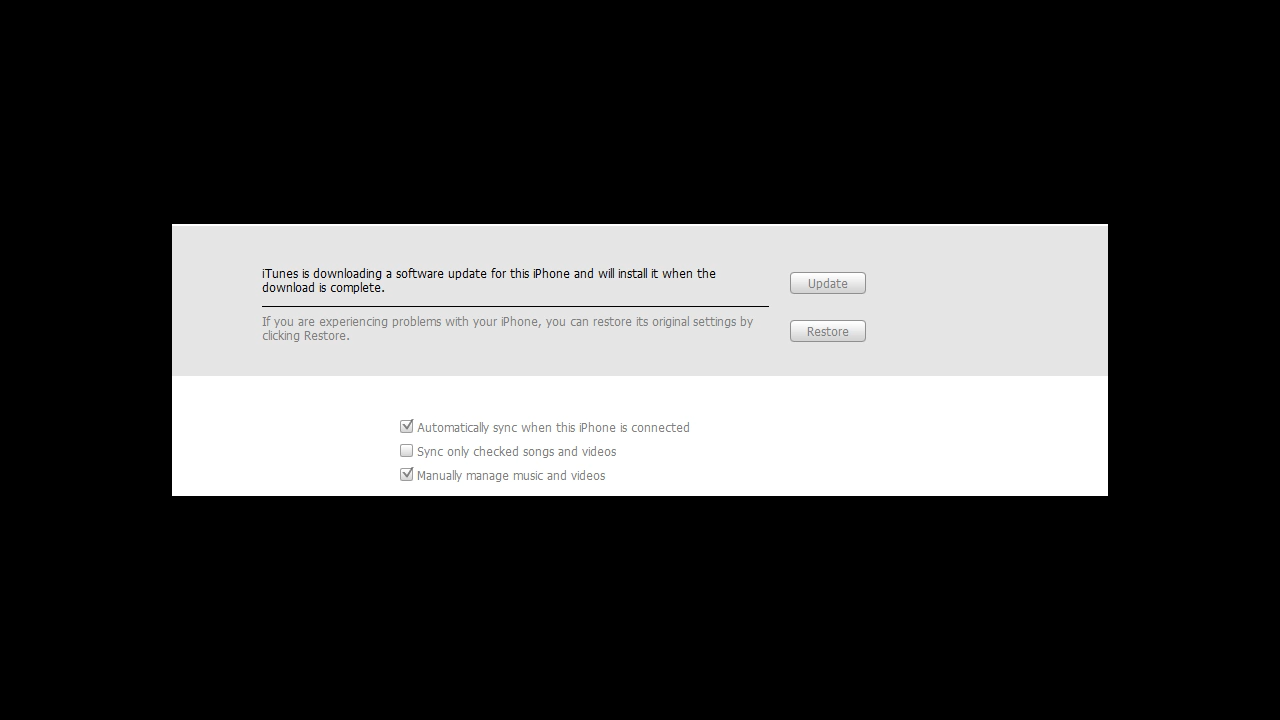 iTunes is downloading a software update for this iPhone and will install it when the
download is complete.
Update
If you are experiencing problems with your iPhone, you can restore its original settings by
clicking Restore.
Restore
Automatically sync when this iPhone is connected
Sync only checked songs and videos
Manually manage music and videos